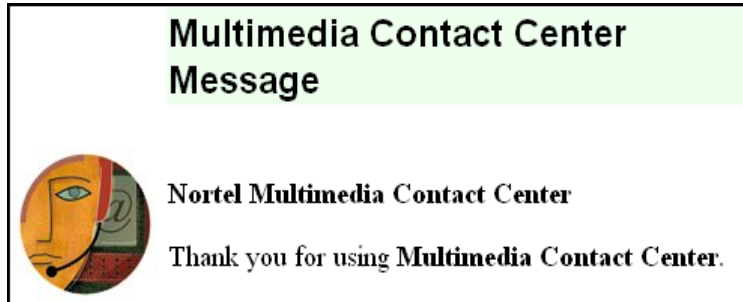 Multimedia Contact Center
Message
@
Nortel Multimedia Contact Center
Thank you for using Multimedia Contact Center.